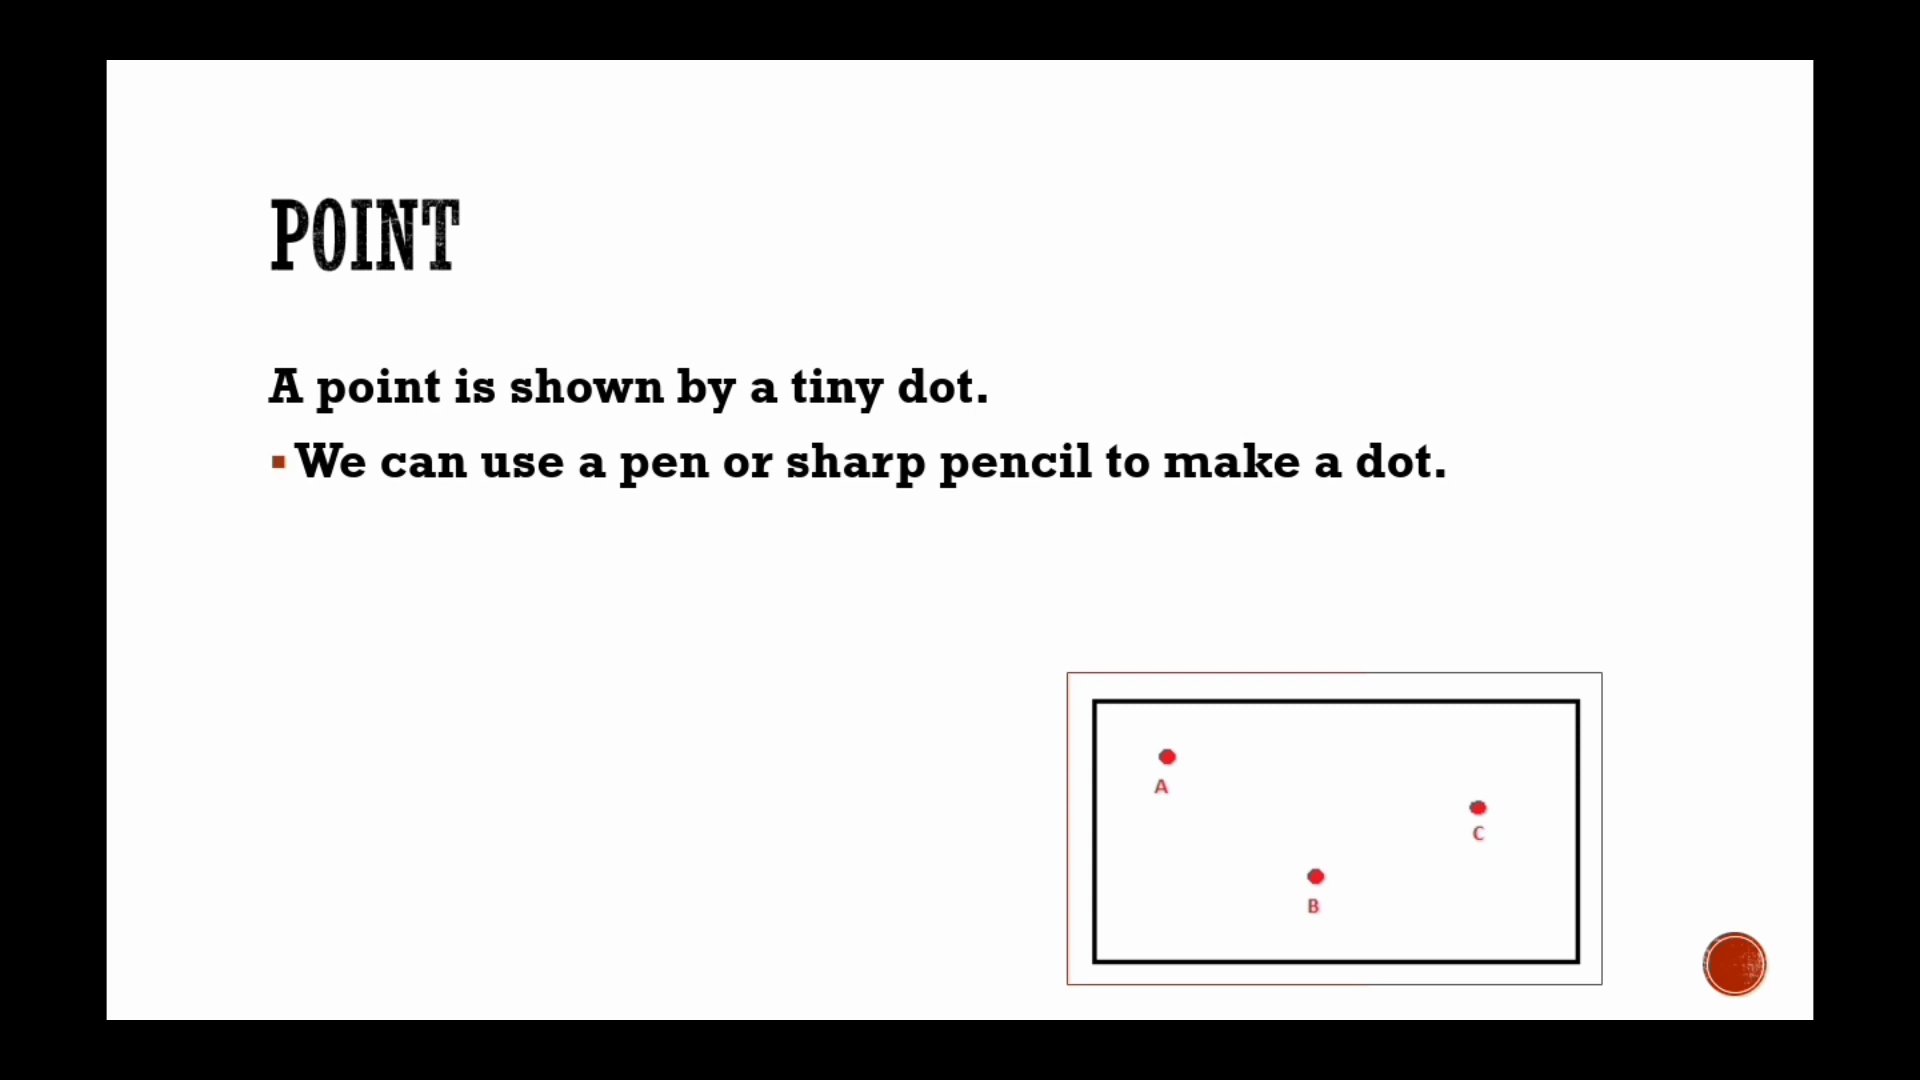 POINT
A point is shown by a tiny dot.
We can use a pen or sharp pencil to make a dot.
A
C
B